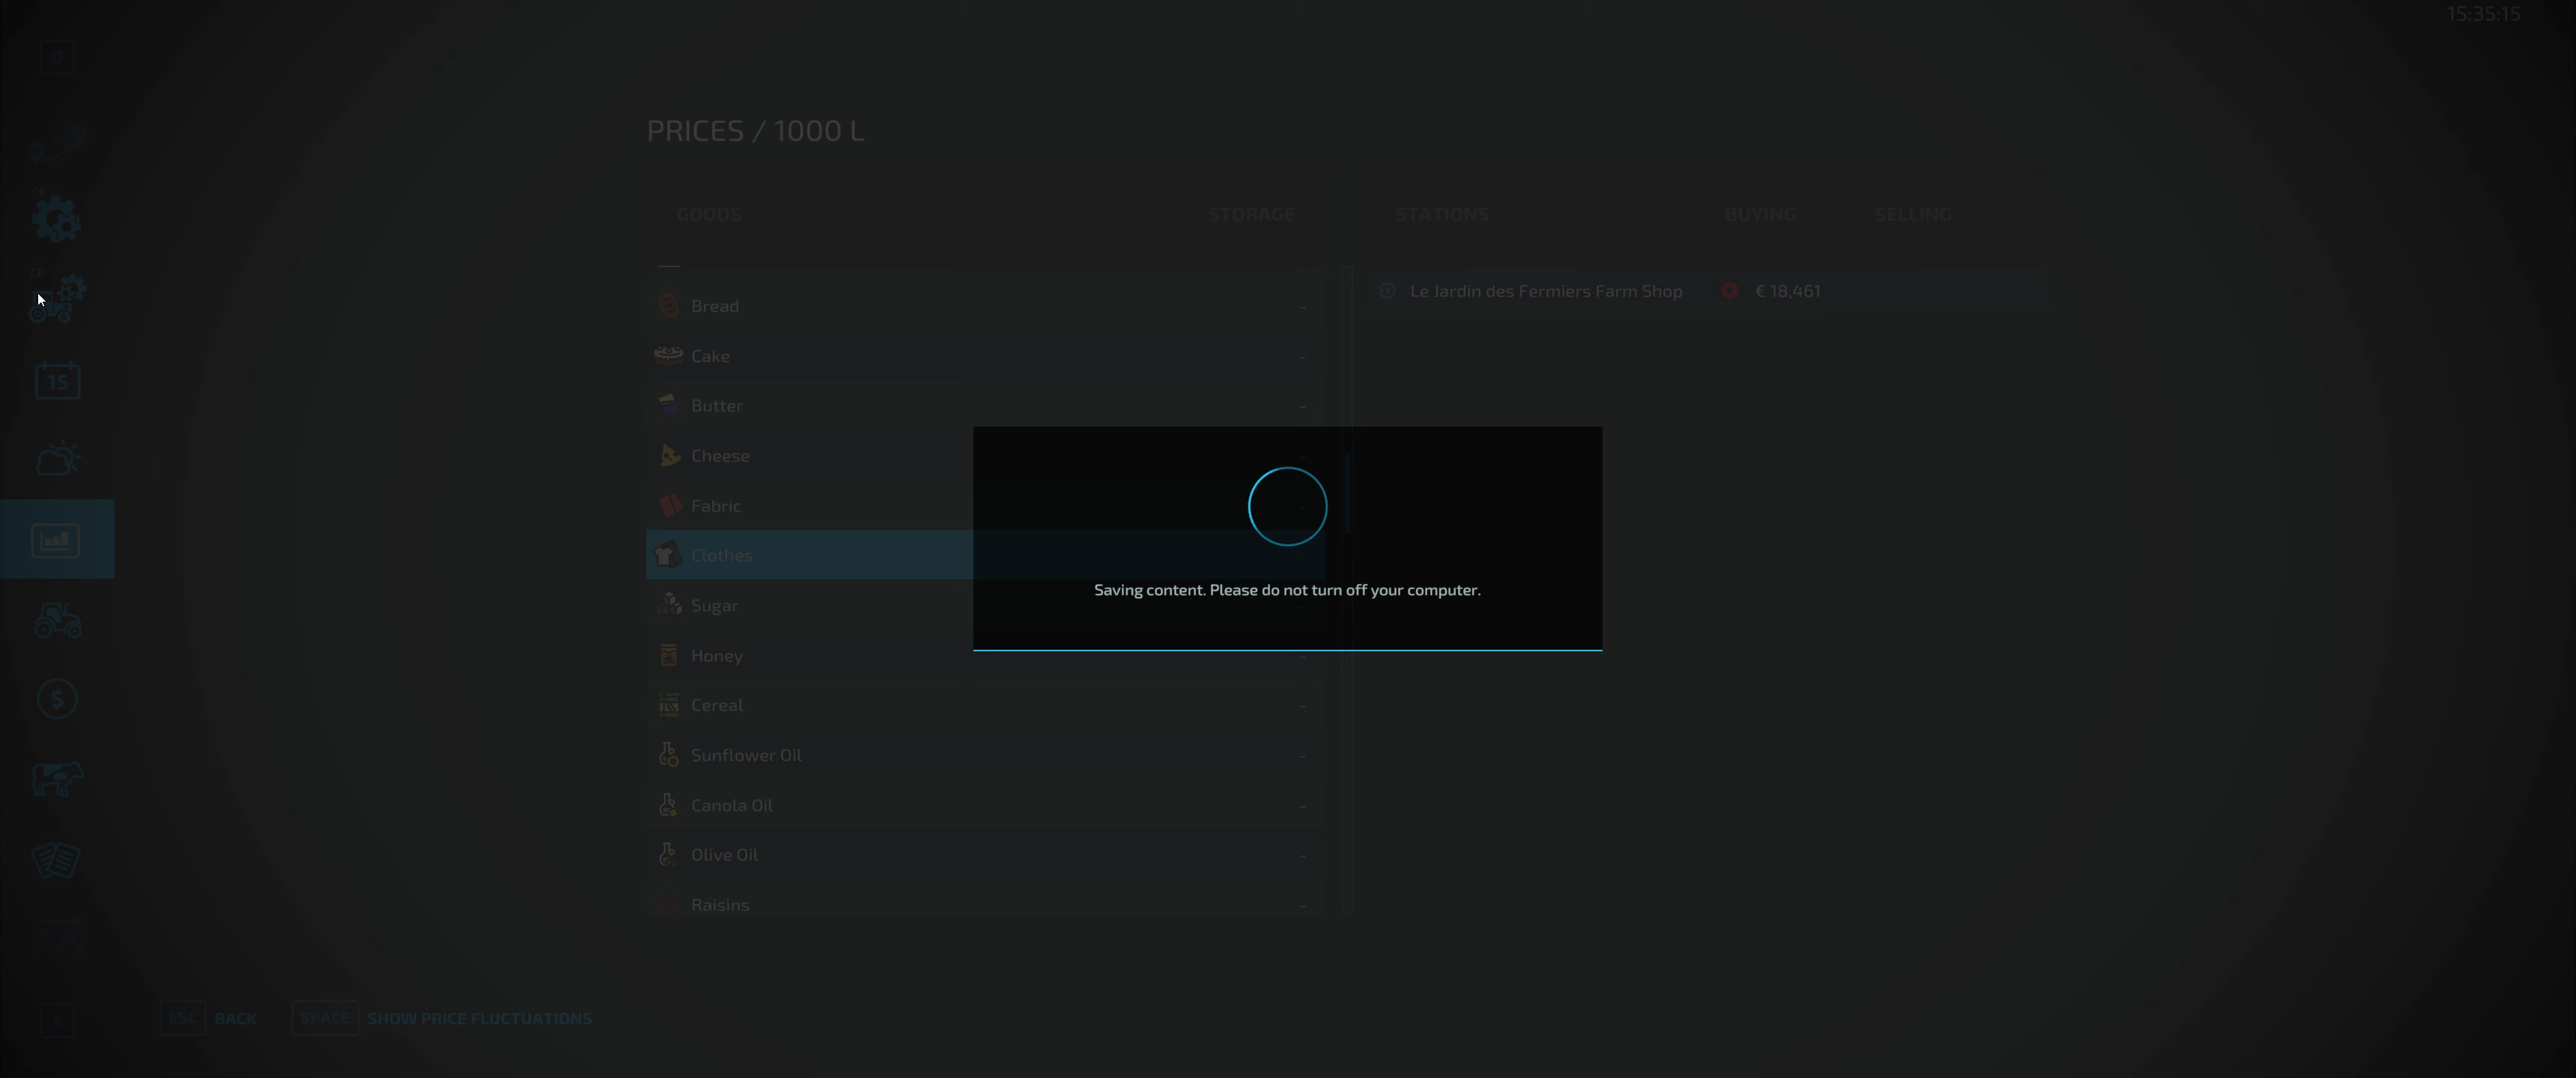 15:35:15
Q
PRICES / 1000 L
CP
GOODS STORAGE STATIONS BUYING SELLING
CP
Le Jardin des Fermiers Farm Shop € 18,461
Bread -
Cake -
15
Butter -
Cheese -
Fabric -
Clothes
Saving content. Please do not turn off your computer.
Sugar -
Honey -
$
Cereal -
Sunflower Oil -
Canola Oil -
Olive Oil -
Raisins -
E
ESC BACK SPACE SHOW PRICE FLUCTUATIONS